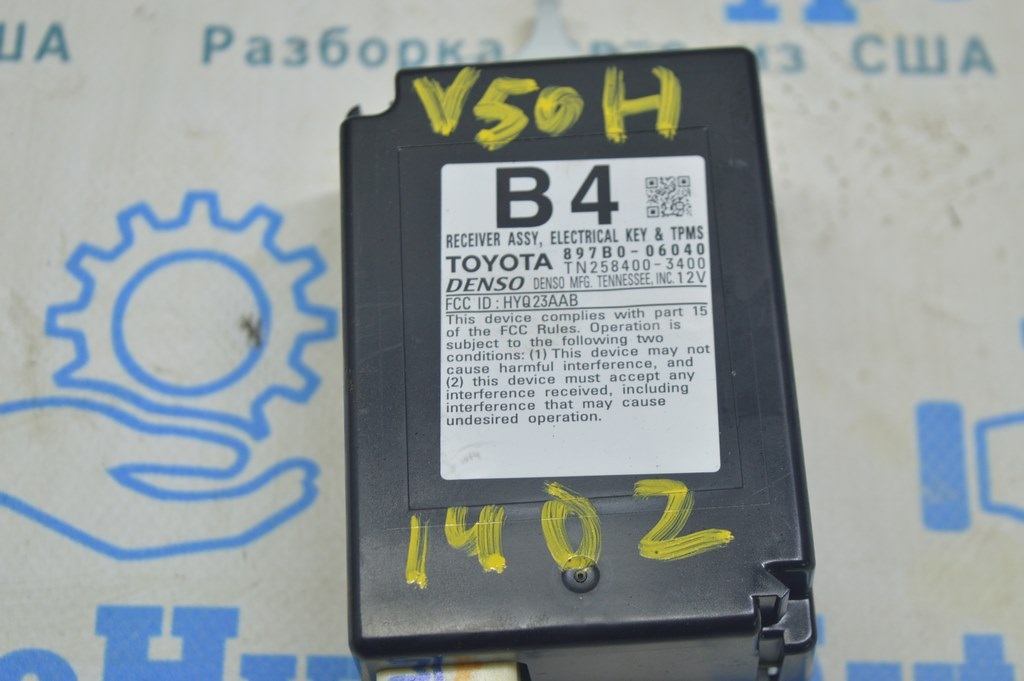 США
Разборка авто из США
V50H
B4
RECEIVER ASSY, ELECTRICAL KEY & TPMS
TOYOTA 897B0-06040
TN258400-3400
DENSO DENSO MFG. TENNESSEE, INC. 12V
FCC ID : HYQ23AAB
This device complies with part 15
of the FCC Rules. Operation is
subject to the following two
conditions: (1) This device may not
cause harmful interference, and
(2) this device must accept any
interference received, including
interference that may cause
undesired operation.
1402